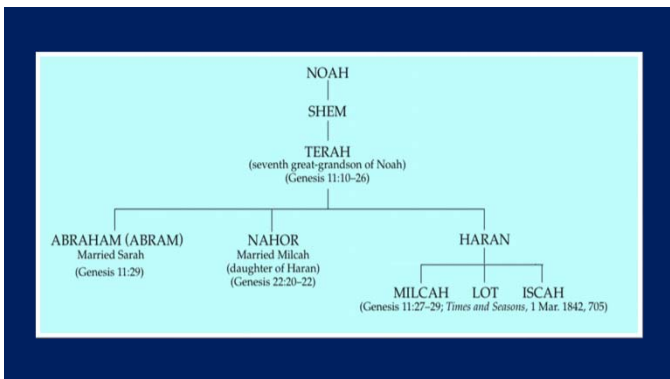 NOAH
SHEM
TERAH
(seventh great-grandson of Noah)
(Genesis 11:10–26)
ABRAHAM (ABRAM)
Married Sarah
(Genesis 11:29)
NAHOR
Married Milcah
(daughter of Haran)
(Genesis 22:20–22)
HARAN
MILCAH LOT ISCAH
(Genesis 11:27–29; Times and Seasons, 1 Mar. 1842, 705)